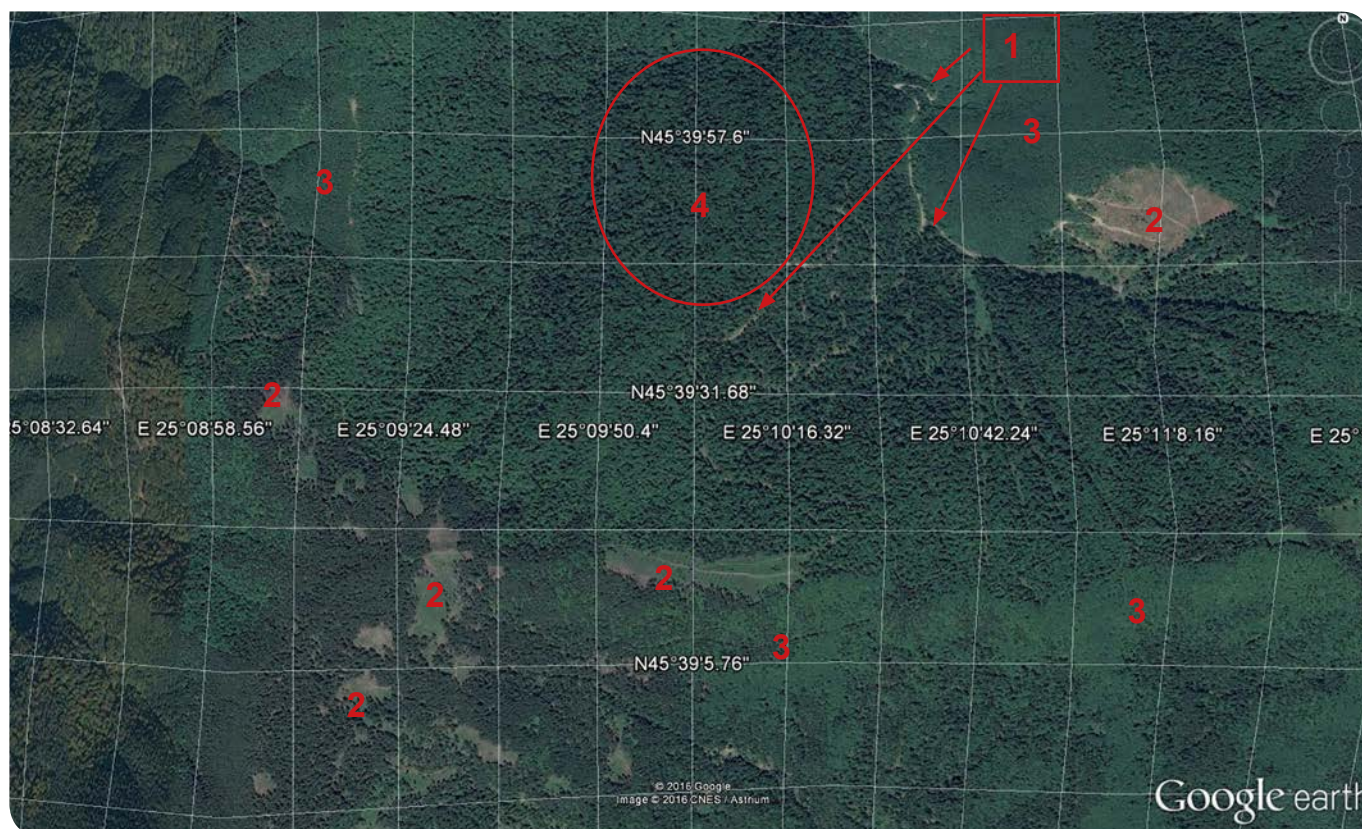 N
1
N45°39'57.6"
3
3
4
2
N45°39'31.68"
2
5°08'32.64"
E 25°08'58.56"
E 25°09'24.48"
E 25°09'50.4"
E 25°10'16.32"
E 25°10'42.24"
E 25°11'8.16"
E 25°
2
2
3
3
N45°39'5.76"
2
© 2016 Google
Image © 2016 CNES / Astrium
Google earth